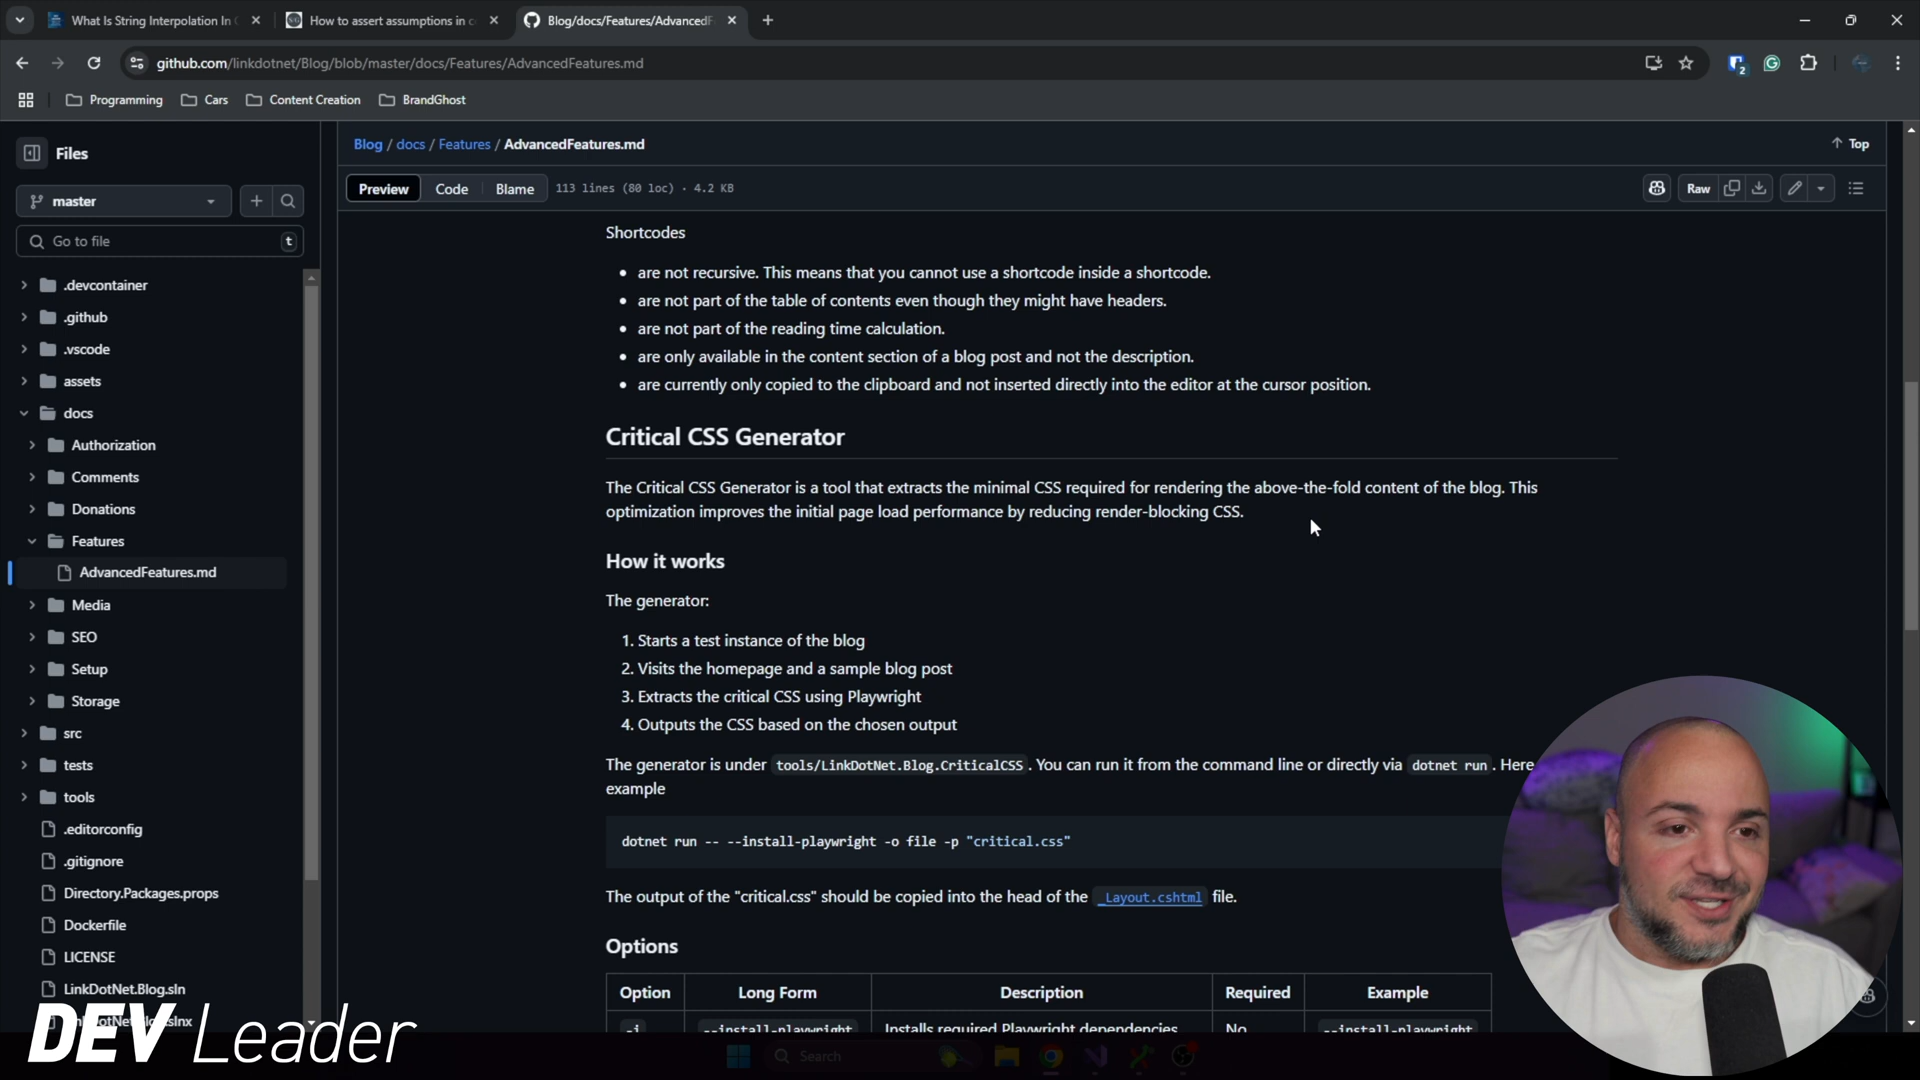 What Is String Interpolation In
How to assert assumptions in c
Blog/docs/Features/AdvancedF
github.com/linkdotnet/Blog/blob/master/docs/Features/AdvancedFeatures.md
2
Programming
Cars
Content Creation
BrandGhost
Files
Blog / docs / Features / AdvancedFeatures.md
Top
master
Preview
Code
Blame
113 lines (80 loc) · 4.2 KB
Raw
Go to file
t
.devcontainer
.github
.vscode
assets
docs
Authorization
Comments
Donations
Features
AdvancedFeatures.md
Media
SEO
Setup
Storage
src
tests
tools
.editorconfig
.gitignore
Directory.Packages.props
Dockerfile
LICENSE
LinkDotNet.Blog.sln
Shortcodes
• are not recursive. This means that you cannot use a shortcode inside a shortcode.
• are not part of the table of contents even though they might have headers.
• are not part of the reading time calculation.
• are only available in the content section of a blog post and not the description.
• are currently only copied to the clipboard and not inserted directly into the editor at the cursor position.
Critical CSS Generator
The Critical CSS Generator is a tool that extracts the minimal CSS required for rendering the above-the-fold content of the blog. This
optimization improves the initial page load performance by reducing render-blocking CSS.
How it works
The generator:
1. Starts a test instance of the blog
2. Visits the homepage and a sample blog post
3. Extracts the critical CSS using Playwright
4. Outputs the CSS based on the chosen output
The generator is under tools/LinkDotNet.Blog.CriticalCSS . You can run it from the command line or directly via dotnet run . Here
example
dotnet run -- --install-playwright -o file -p "critical.css"
The output of the "critical.css" should be copied into the head of the _Layout.cshtml file.
Options
Option Long Form Description Required Example
-i --install-playwright Installs required Playwright dependencies No --install-playwright
DEV Leader
Search